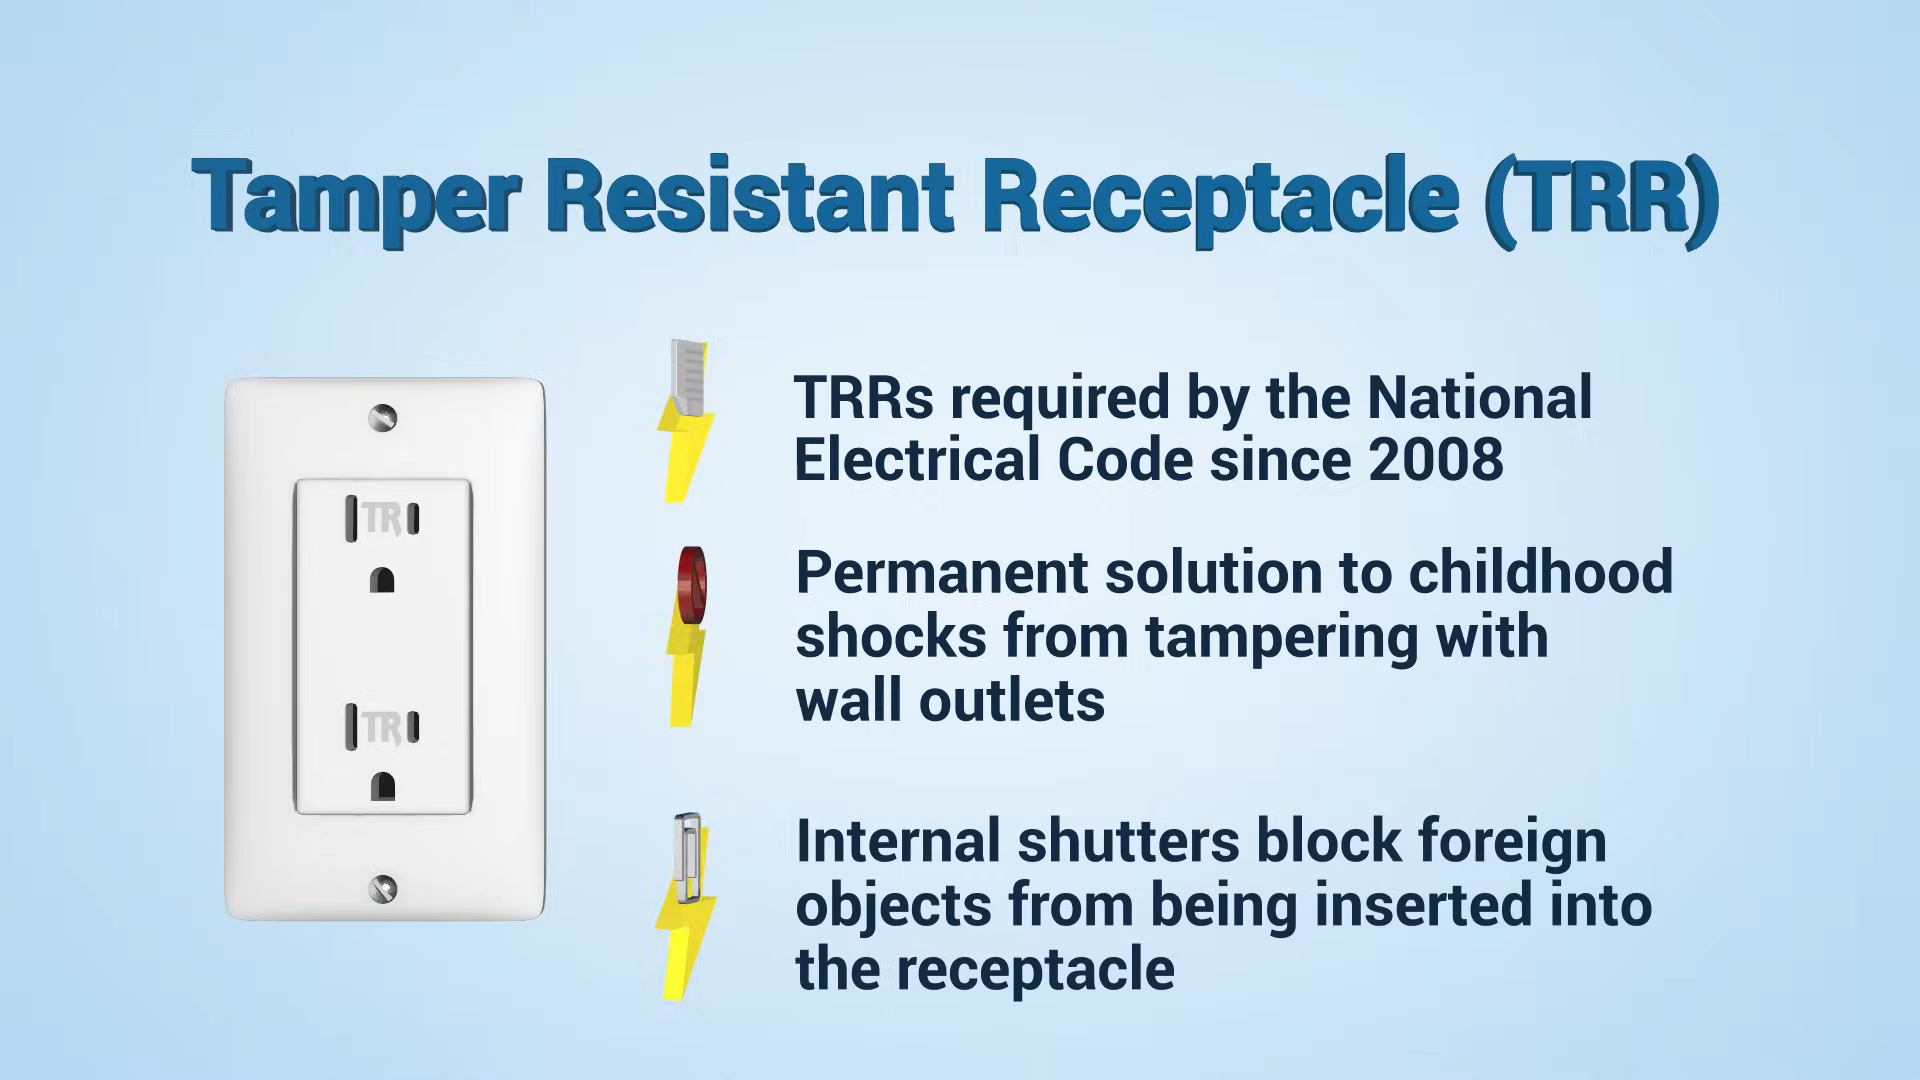 Tamper Resistant Receptacle (TRR)
TRRs required by the National
Electrical Code since 2008
Permanent solution to childhood
shocks from tampering with
wall outlets
Internal shutters block foreign
objects from being inserted into
the receptacle
TR
TR